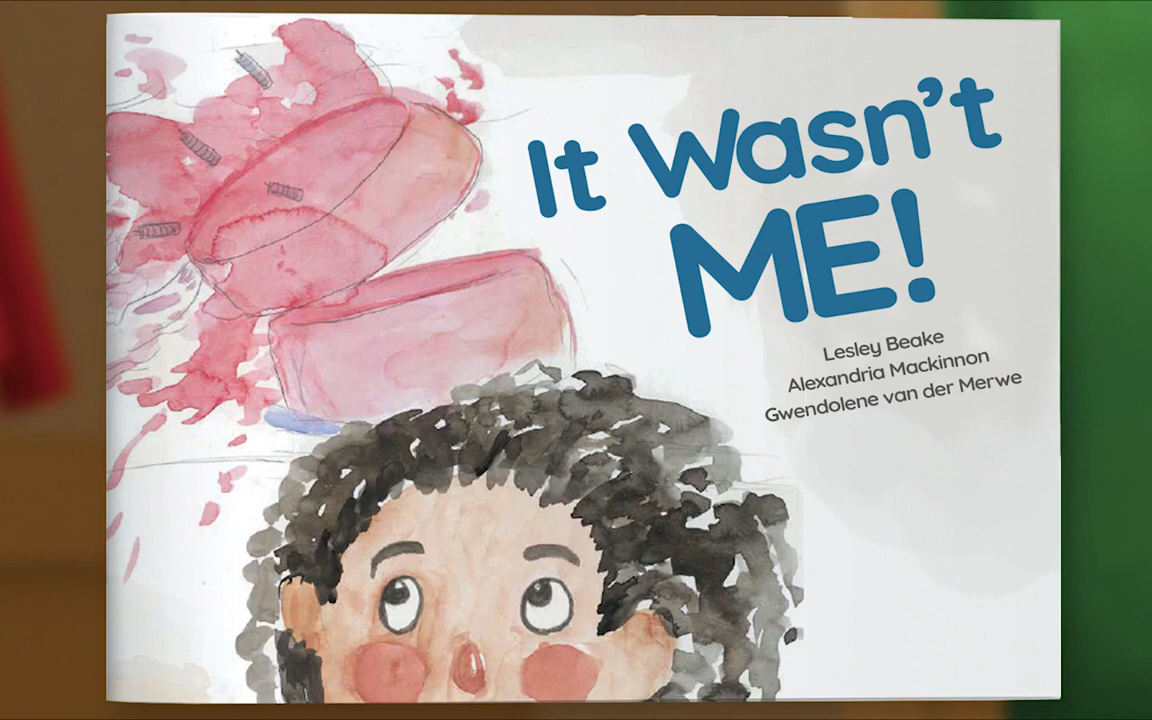 It Wasn't
ME!
Lesley Beake
Alexandria Mackinnon
Gwendolene van der Merwe